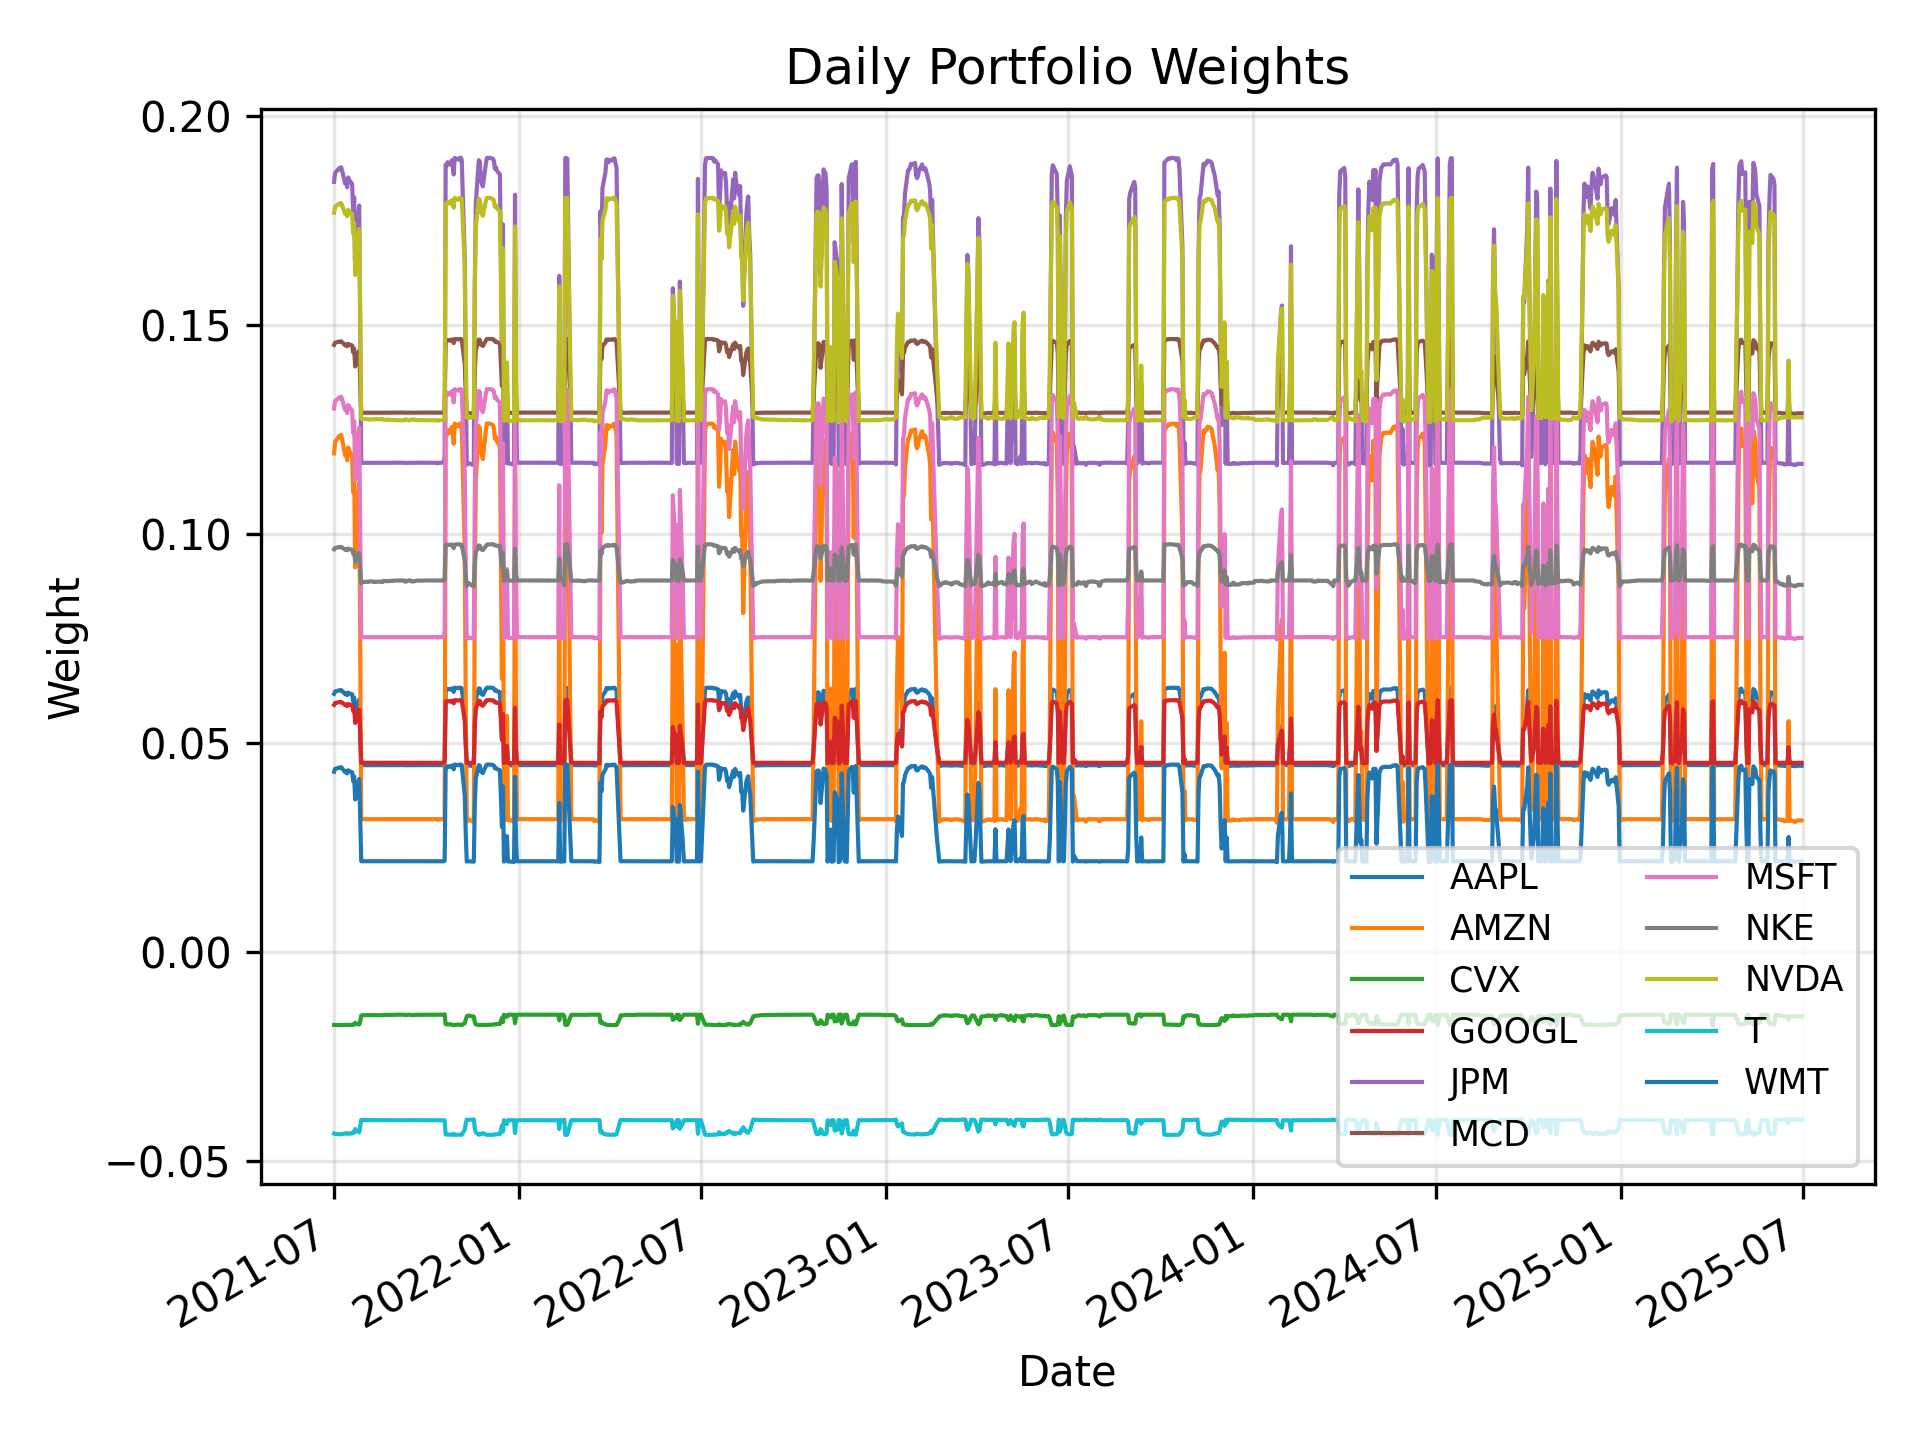 Daily Portfolio Weights
0.20
0.15
0.10
0.05
0.00
−0.05
Weight
AAPL
AMZN
CVX
GOOGL
JPM
MCD
MSFT
NKE
NVDA
T
WMT
2021-07
2022-01
2022-07
2023-01
2023-07
2024-01
2024-07
2025-01
2025-07
Date